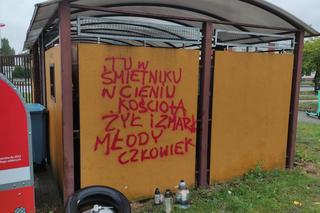 TU W
ŚMIETNIKU
W CIENIU
KOŚCIOŁA
ŻYŁ I ZMARŁ
MŁODY
CZŁOWIEK